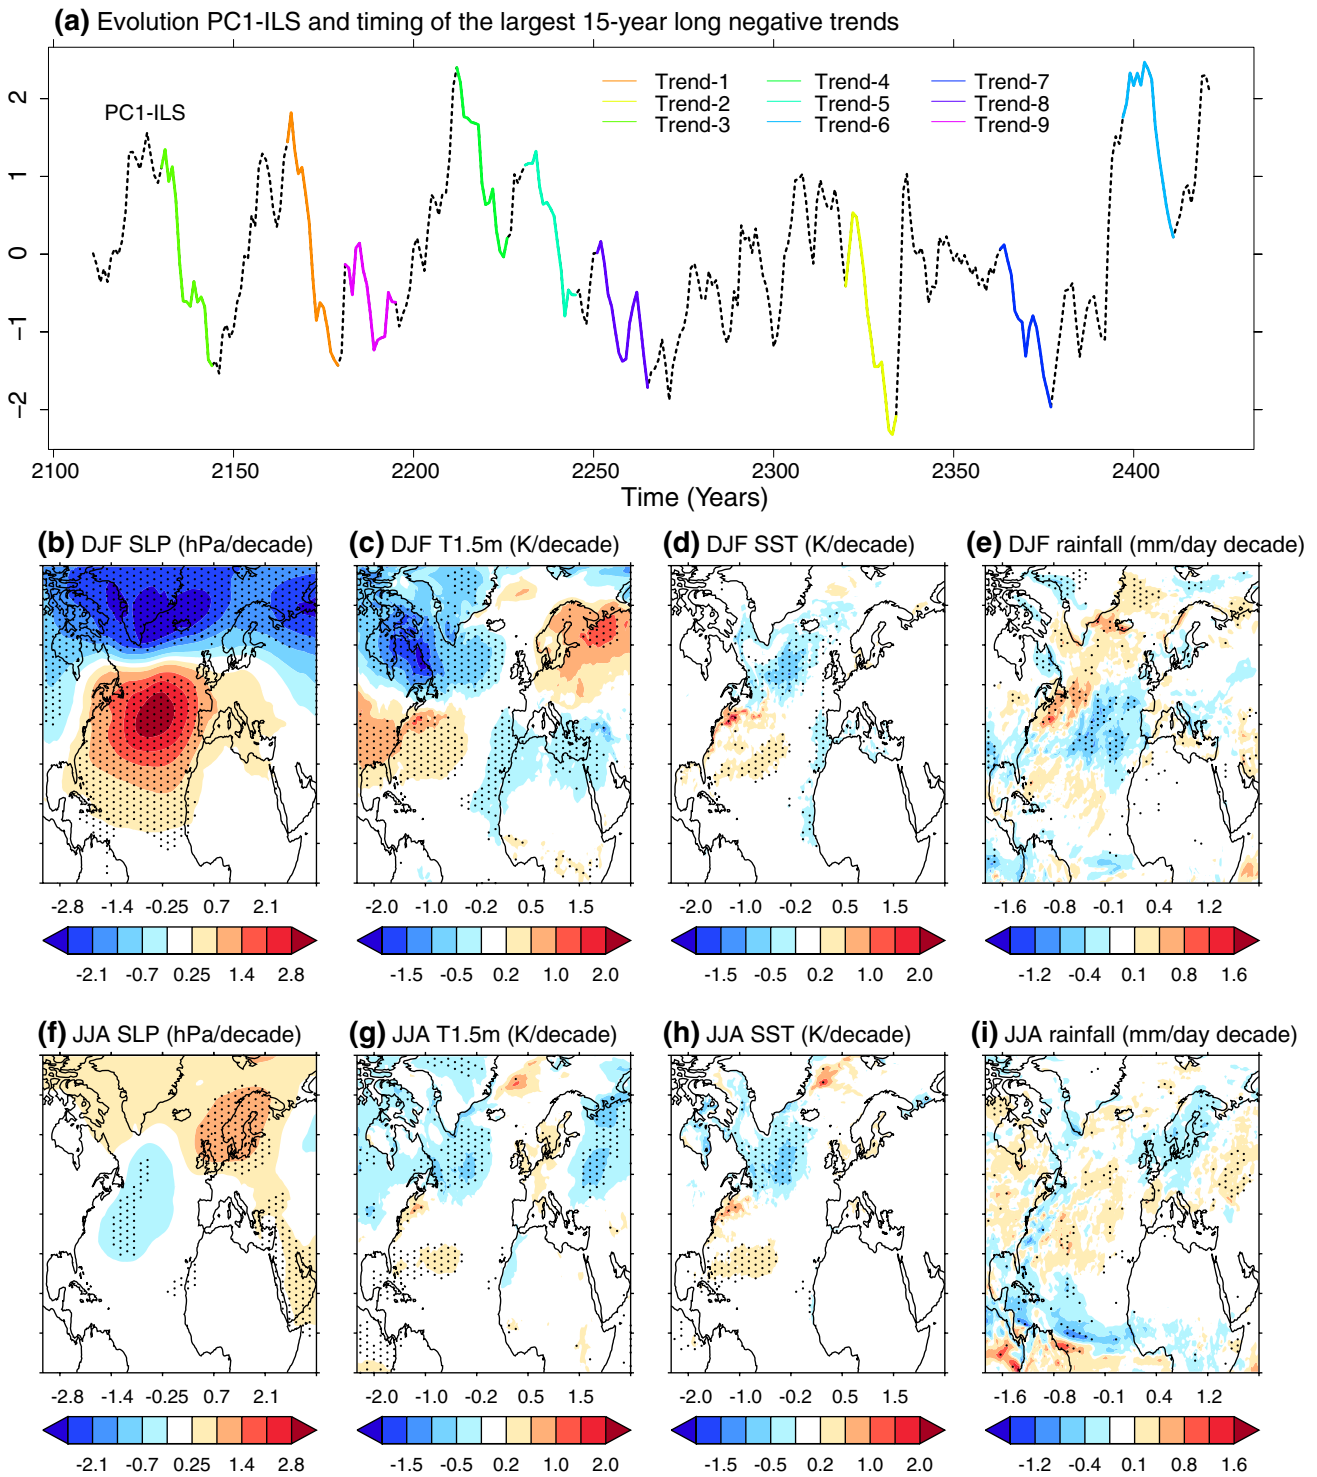 (a) Evolution PC1-ILS and timing of the largest 15-year long negative trends
PC1-ILS
Trend-1 Trend-4 Trend-7
Trend-2 Trend-5 Trend-8
Trend-3 Trend-6 Trend-9
2
1
0
−1
−2
2100 2150 2200 2250 2300 2350 2400
Time (Years)
(b) DJF SLP (hPa/decade) (c) DJF T1.5m (K/decade) (d) DJF SST (K/decade) (e) DJF rainfall (mm/day decade)
-2.8 -1.4 -0.25 0.7 2.1 -2.0 -1.0 -0.2 0.5 1.5 -2.0 -1.0 -0.2 0.5 1.5 -1.6 -0.8 -0.1 0.4 1.2
-2.1 -0.7 0.25 1.4 2.8 -1.5 -0.5 0.2 1.0 2.0 -1.5 -0.5 0.2 1.0 2.0 -1.2 -0.4 0.1 0.8 1.6
(f) JJA SLP (hPa/decade) (g) JJA T1.5m (K/decade) (h) JJA SST (K/decade) (i) JJA rainfall (mm/day decade)
-2.8 -1.4 -0.25 0.7 2.1 -2.0 -1.0 -0.2 0.5 1.5 -2.0 -1.0 -0.2 0.5 1.5 -1.6 -0.8 -0.1 0.4 1.2
-2.1 -0.7 0.25 1.4 2.8 -1.5 -0.5 0.2 1.0 2.0 -1.5 -0.5 0.2 1.0 2.0 -1.2 -0.4 0.1 0.8 1.6